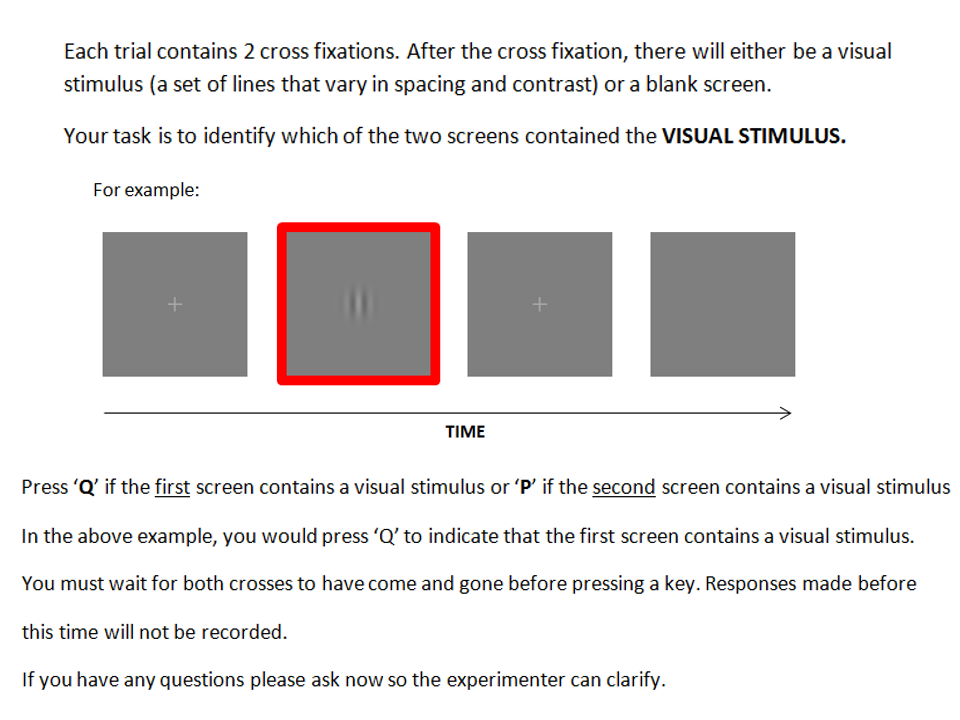 Each trial contains 2 cross fixations. After the cross fixation, there will either be a visual
stimulus (a set of lines that vary in spacing and contrast) or a blank screen.
Your task is to identify which of the two screens contained the VISUAL STIMULUS.
For example:
TIME
Press ‘Q’ if the first screen contains a visual stimulus or ‘P’ if the second screen contains a visual stimulus
In the above example, you would press ‘Q’ to indicate that the first screen contains a visual stimulus.
You must wait for both crosses to have come and gone before pressing a key. Responses made before
this time will not be recorded.
If you have any questions please ask now so the experimenter can clarify.